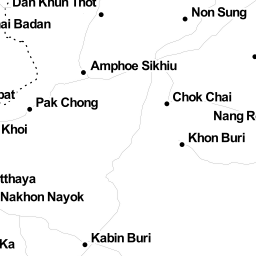 Dan Khun Thot
Non Sung
ai Badan
Amphoe Sikhiu
pat
Pak Chong
Chok Chai
Nang R
Khoi
Khon Buri
tthaya
Nakhon Nayok
Kabin Buri
Ka